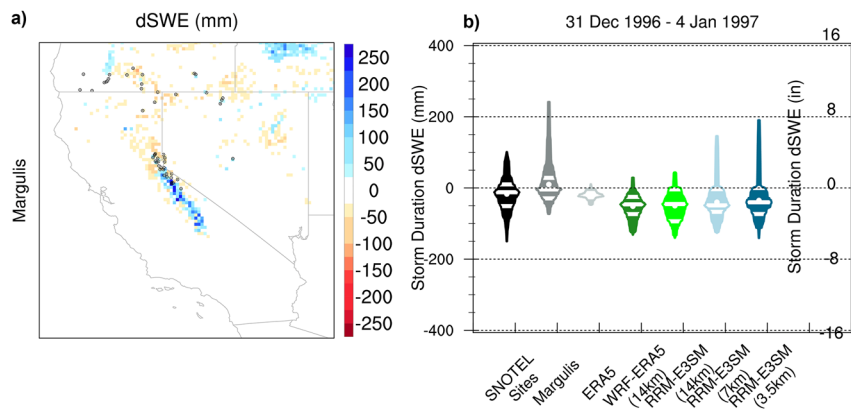 a)
dSWE (mm)
Margulis
250
200
150
100
50
0
-50
-100
-150
-200
-250
b)
31 Dec 1996 - 4 Jan 1997
Storm Duration dSWE (mm)
400
200
0
-200
-400
Storm Duration dSWE (in)
16
8
0
-8
-16
SNOTEL
Sites
Margulis
ERA5
WRF-ERA5
(14km)
RRM-E3SM
(14km)
RRM-E3SM
(7km)
RRM-E3SM
(3.5km)